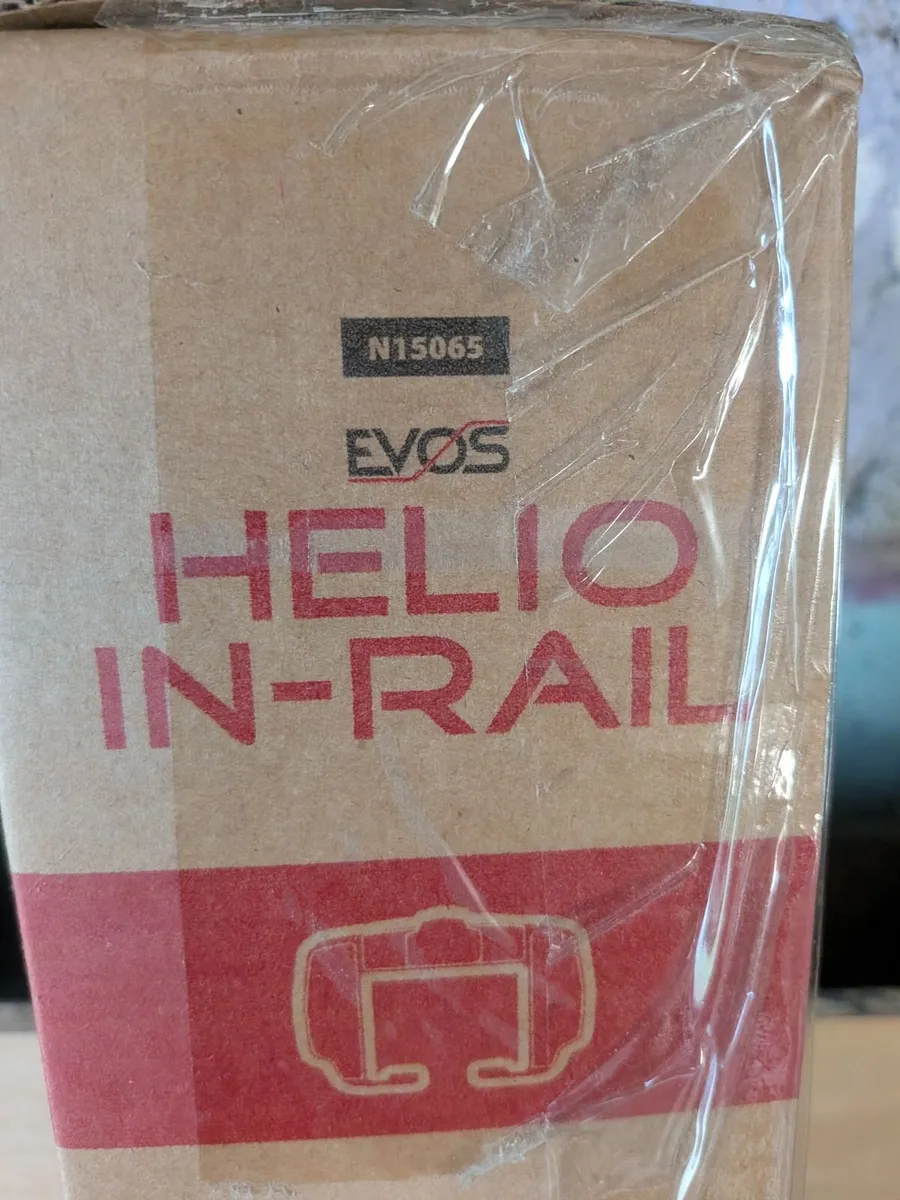 N15065
EVOS
HELIO
IN-RAIL